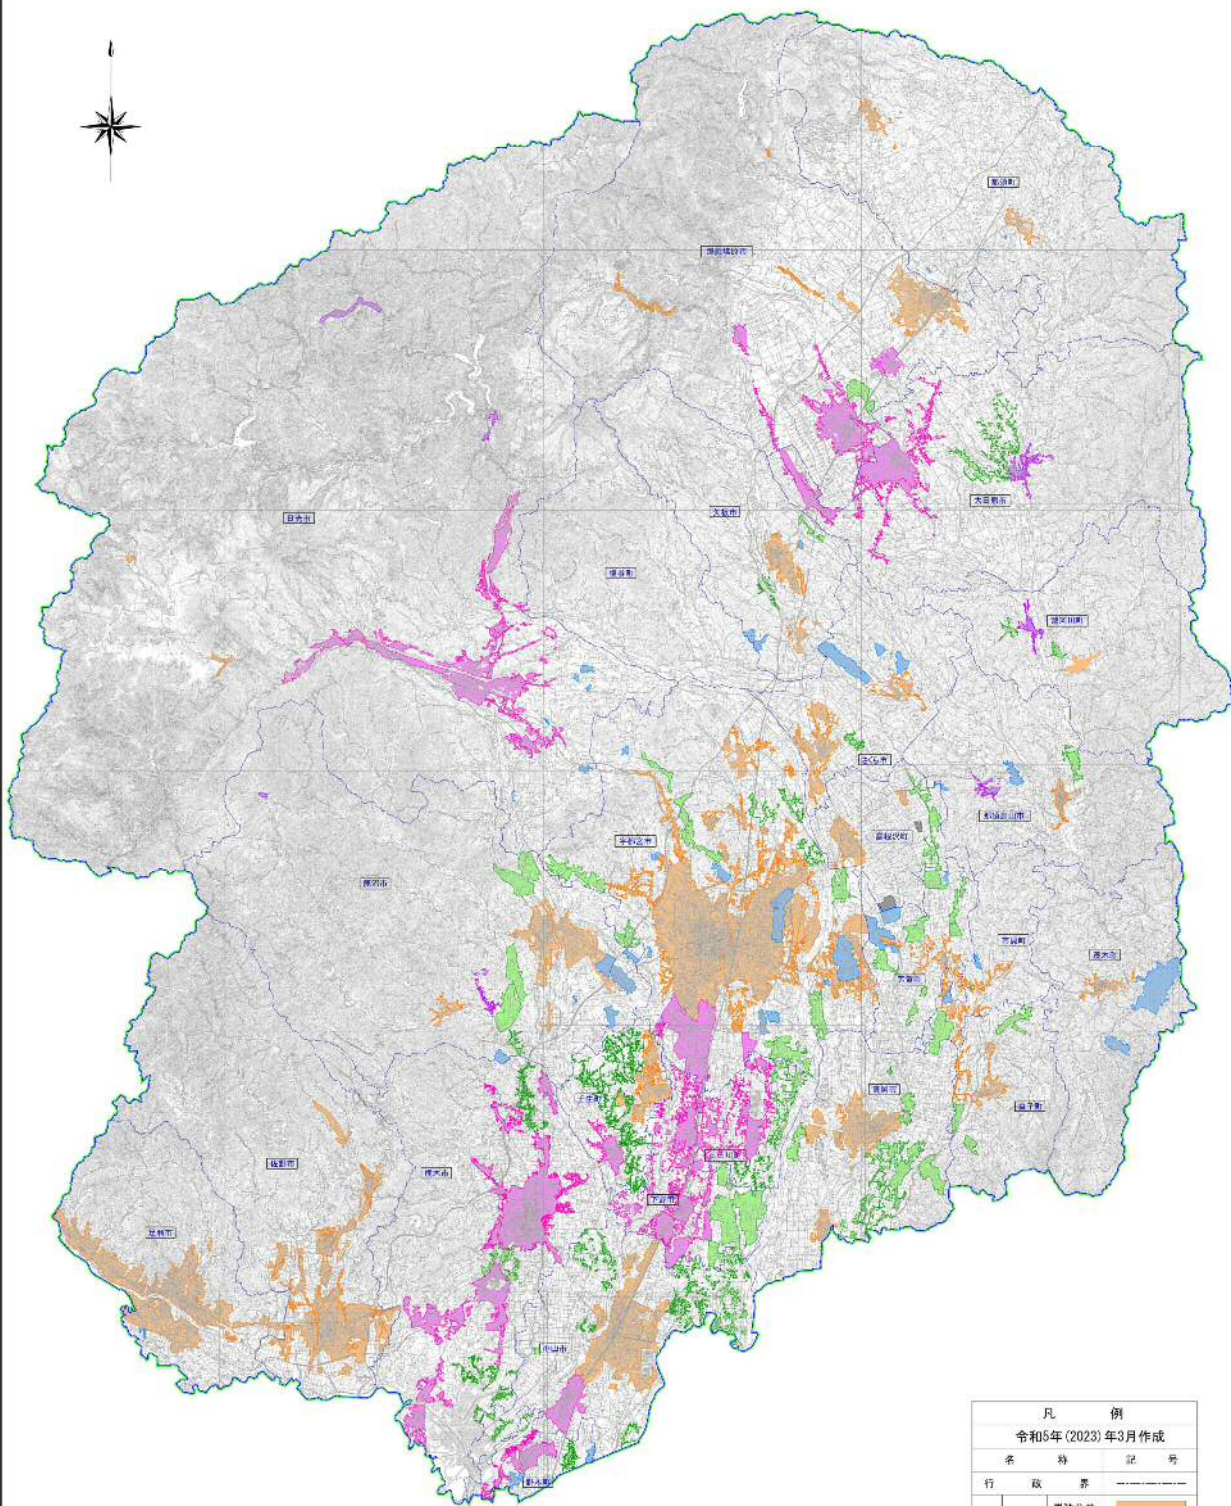 那須町
那須塩原市
大田原市
日光市
矢板市
塩谷町
那珂川町
さくら市
那須烏山市
宇都宮市
高根沢町
鹿沼市
市貝町
茂木町
芳賀町
真岡市
壬生町
益子町
上三川町
佐野市
栃木市
下野市
足利市
小山市
野木町
凡 例
令和5年(2023)年3月作成
名 称 記 号
行 政 界